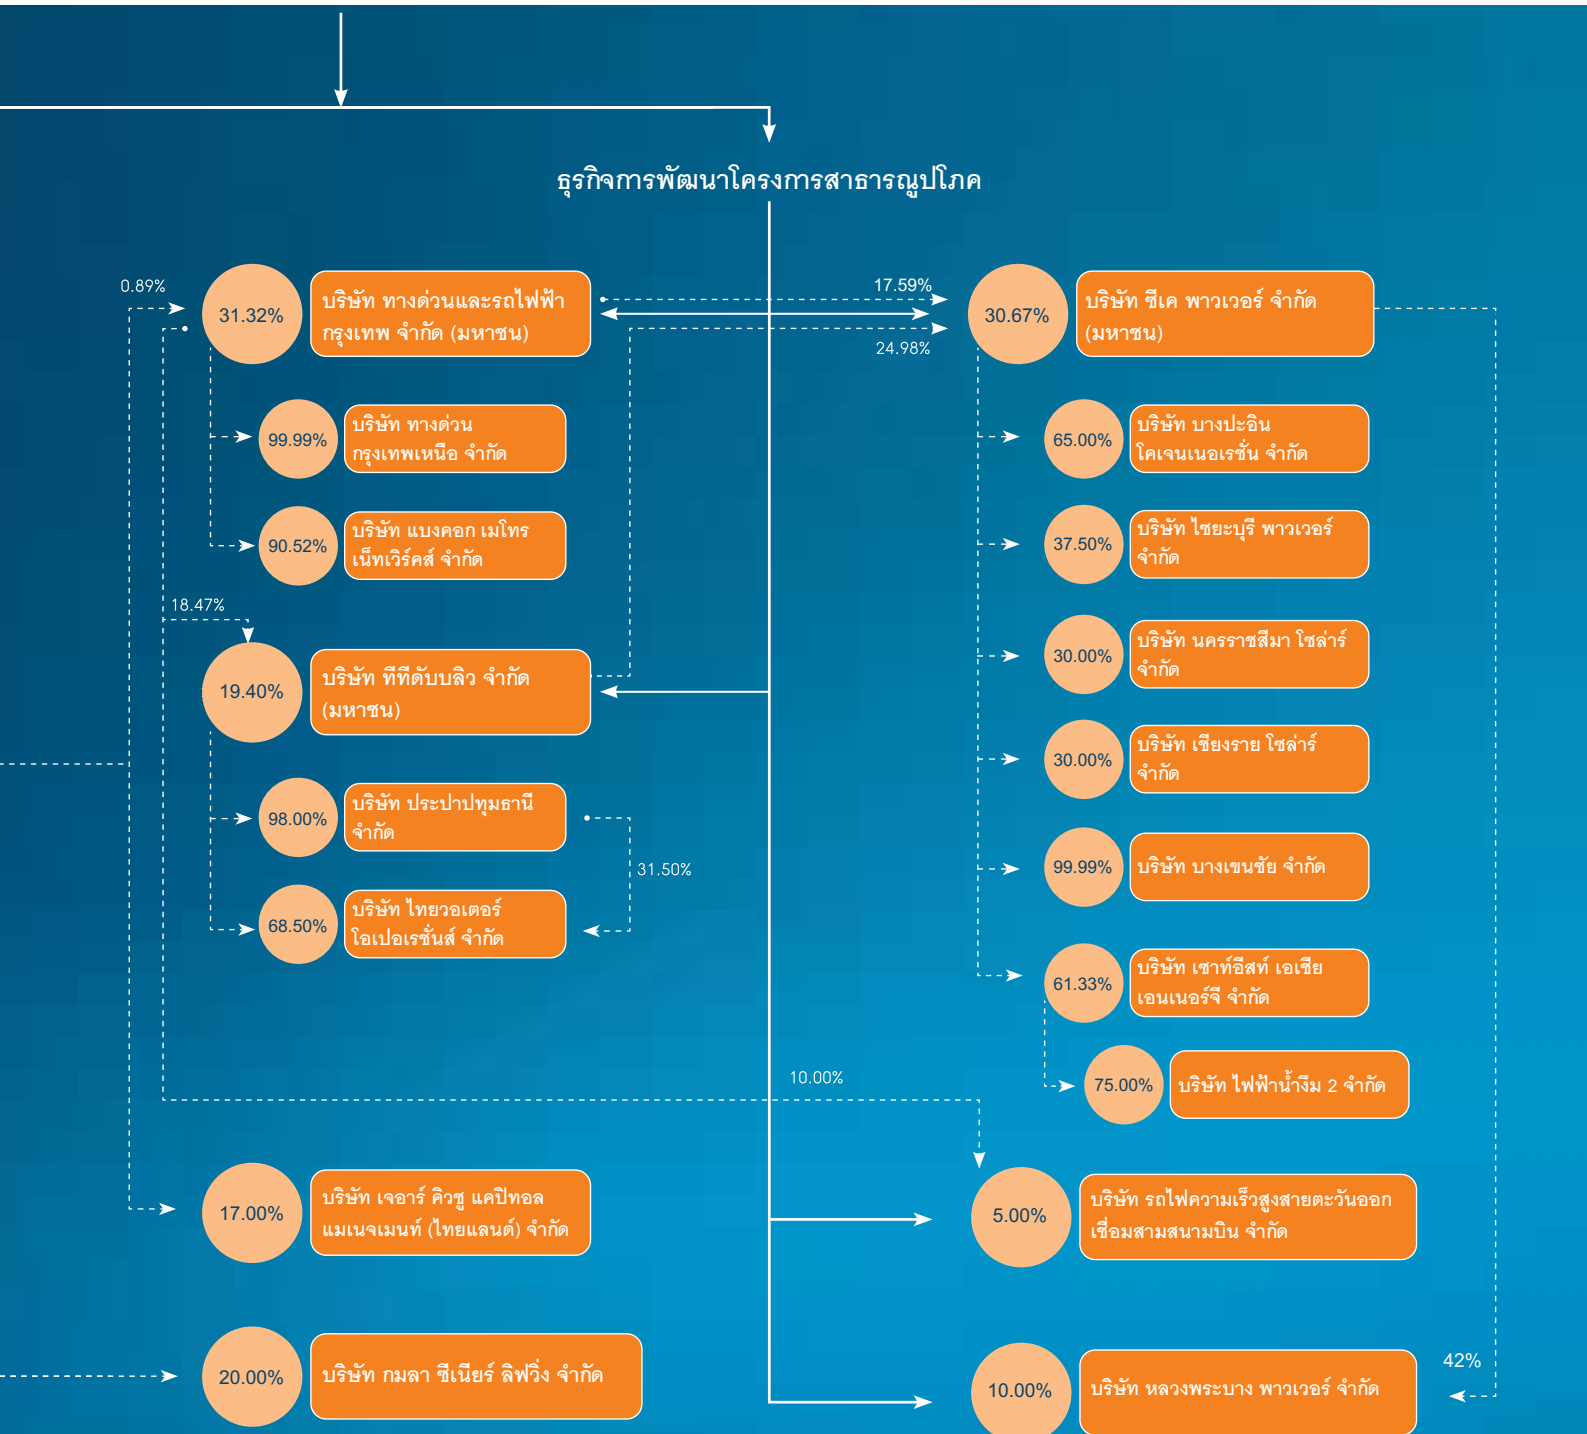 ธุรกิจการพัฒนาโครงการสาธารณูปโภค
0.89%
31.32%
บริษัท ทางด่วนและรถไฟฟ้า
กรุงเทพ จำกัด (มหาชน)
99.99%
บริษัท ทางด่วน
กรุงเทพเหนือ จำกัด
90.52%
บริษัท แบงคอก เมโทร
เน็ทเวิร์คส์ จำกัด
18.47%
19.40%
บริษัท ทีทีดับบลิว จำกัด
(มหาชน)
98.00%
บริษัท ประปาปทุมธานี
จำกัด
31.50%
68.50%
บริษัท ไทยวอเตอร์
โอเปอเรชั่นส์ จำกัด
17.00%
บริษัท เจอาร์ คิวชู แคปิทอล
แมเนจเมนท์ (ไทยแลนด์) จำกัด
20.00%
บริษัท กมลา ซีเนียร์ ลิฟวิ่ง จำกัด
17.59%
24.98%
30.67%
บริษัท ซีเค พาวเวอร์ จำกัด
(มหาชน)
65.00%
บริษัท บางปะอิน
โคเจนเนอเรชั่น จำกัด
37.50%
บริษัท ไซยะบุรี พาวเวอร์
จำกัด
30.00%
บริษัท นครราชสีมา โซล่าร์
จำกัด
30.00%
บริษัท เชียงราย โซล่าร์
จำกัด
99.99%
บริษัท บางเขนชัย จำกัด
61.33%
บริษัท เซาท์อีสท์ เอเชีย
เอนเนอร์จี จำกัด
75.00%
บริษัท ไฟฟ้าน้ำงึม 2 จำกัด
10.00%
5.00%
บริษัท รถไฟความเร็วสูงสายตะวันออก
เชื่อมสามสนามบิน จำกัด
42%
10.00%
บริษัท หลวงพระบาง พาวเวอร์ จำกัด